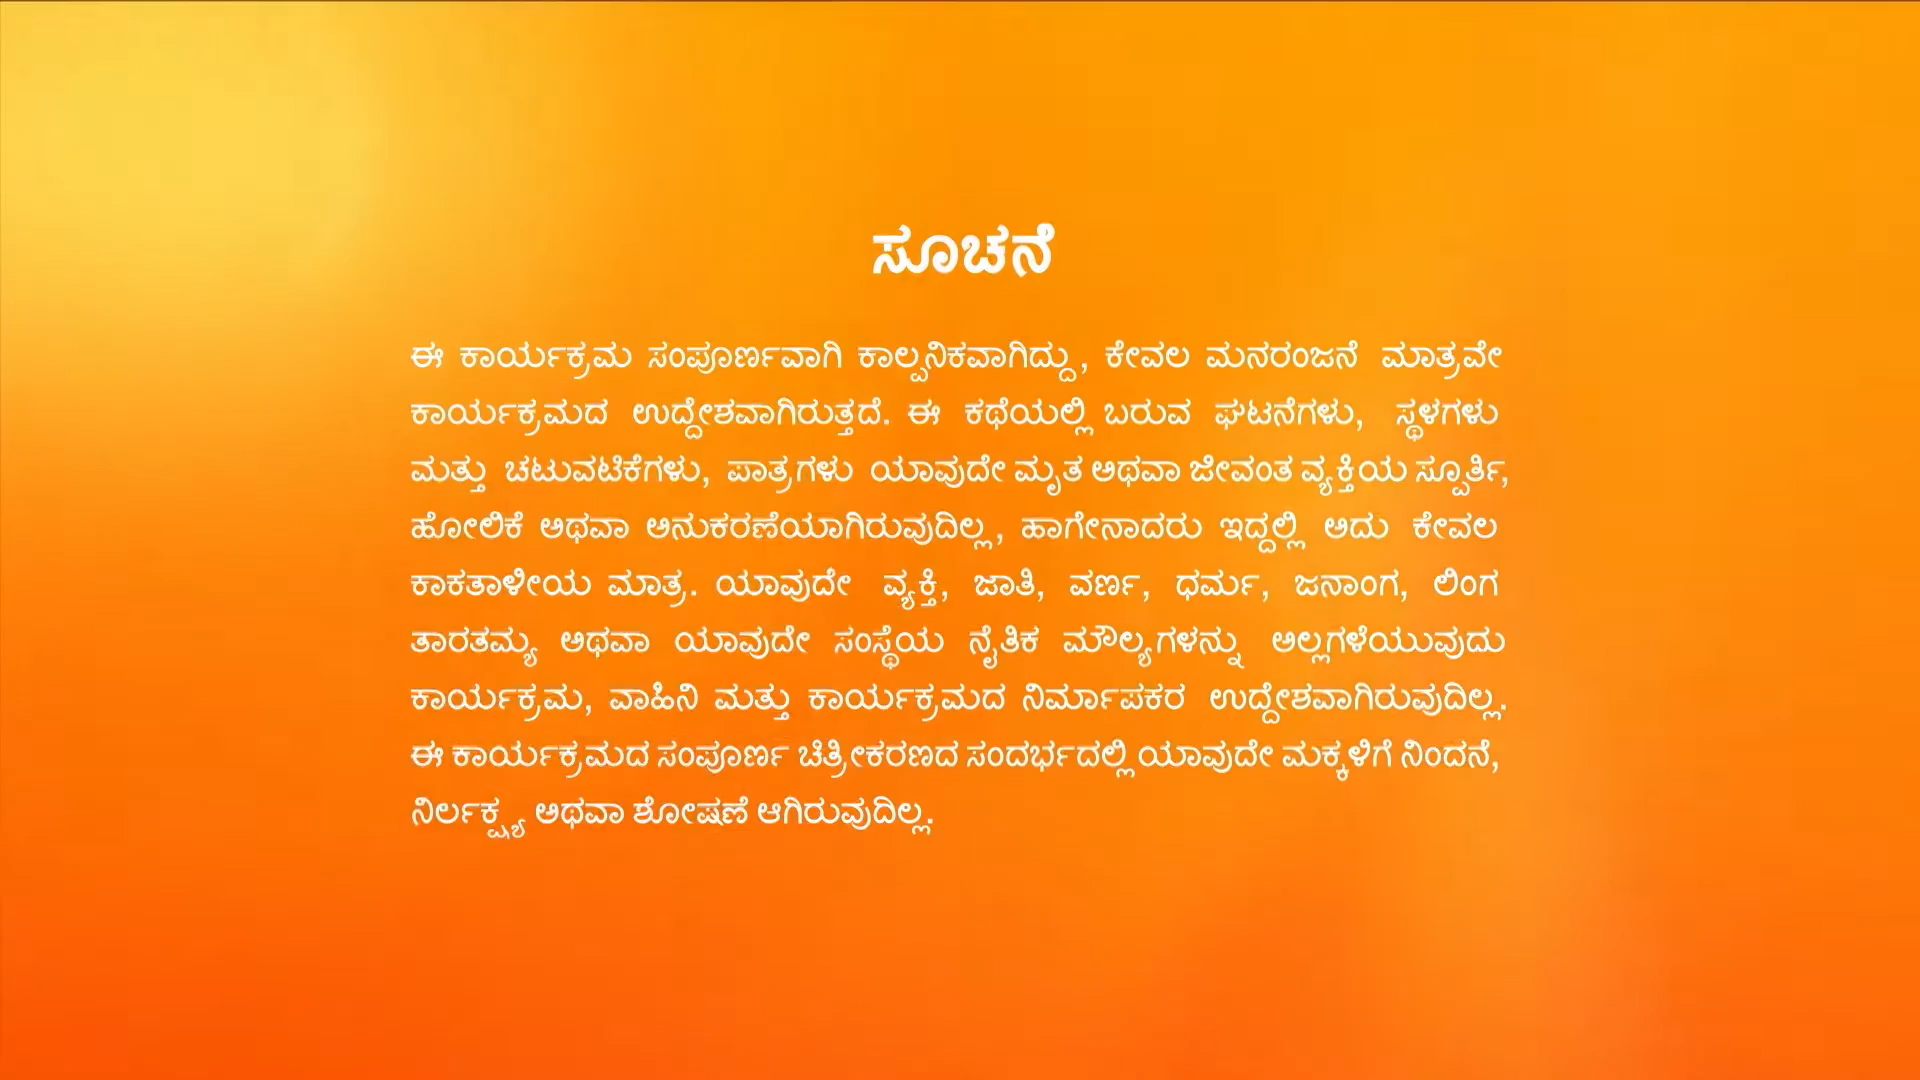 ಸೂಚನೆ
ಈ ಕಾರ್ಯಕ್ರಮ ಸಂಪೂರ್ಣವಾಗಿ ಕಾಲ್ಪನಿಕವಾಗಿದ್ದು, ಕೇವಲ ಮನರಂಜನೆ ಮಾತ್ರವೇ
ಕಾರ್ಯಕ್ರಮದ ಉದ್ದೇಶವಾಗಿರುತ್ತದೆ. ಈ ಕಥೆಯಲ್ಲಿ ಬರುವ ಘಟನೆಗಳು, ಸ್ಥಳಗಳು
ಮತ್ತು ಚಟುವಟಿಕೆಗಳು, ಪಾತ್ರಗಳು ಯಾವುದೇ ಮೃತ ಅಥವಾ ಜೀವಂತ ವ್ಯಕ್ತಿಯ ಸ್ಪೂರ್ತಿ,
ಹೋಲಿಕೆ ಅಥವಾ ಅನುಕರಣೆಯಾಗಿರುವುದಿಲ್ಲ, ಹಾಗೇನಾದರು ಇದ್ದಲ್ಲಿ ಅದು ಕೇವಲ
ಕಾಕತಾಳೀಯ ಮಾತ್ರ. ಯಾವುದೇ ವ್ಯಕ್ತಿ, ಜಾತಿ, ವರ್ಣ, ಧರ್ಮ, ಜನಾಂಗ, ಲಿಂಗ
ತಾರತಮ್ಯ ಅಥವಾ ಯಾವುದೇ ಸಂಸ್ಥೆಯ ನೈತಿಕ ಮೌಲ್ಯಗಳನ್ನು ಅಲ್ಲಗಳೆಯುವುದು
ಕಾರ್ಯಕ್ರಮ, ವಾಹಿನಿ ಮತ್ತು ಕಾರ್ಯಕ್ರಮದ ನಿರ್ಮಾಪಕರ ಉದ್ದೇಶವಾಗಿರುವುದಿಲ್ಲ.
ಈ ಕಾರ್ಯಕ್ರಮದ ಸಂಪೂರ್ಣ ಚಿತ್ರೀಕರಣದ ಸಂದರ್ಭದಲ್ಲಿ ಯಾವುದೇ ಮಕ್ಕಳಿಗೆ ನಿಂದನೆ,
ನಿರ್ಲಕ್ಷ್ಯ ಅಥವಾ ಶೋಷಣೆ ಆಗಿರುವುದಿಲ್ಲ.